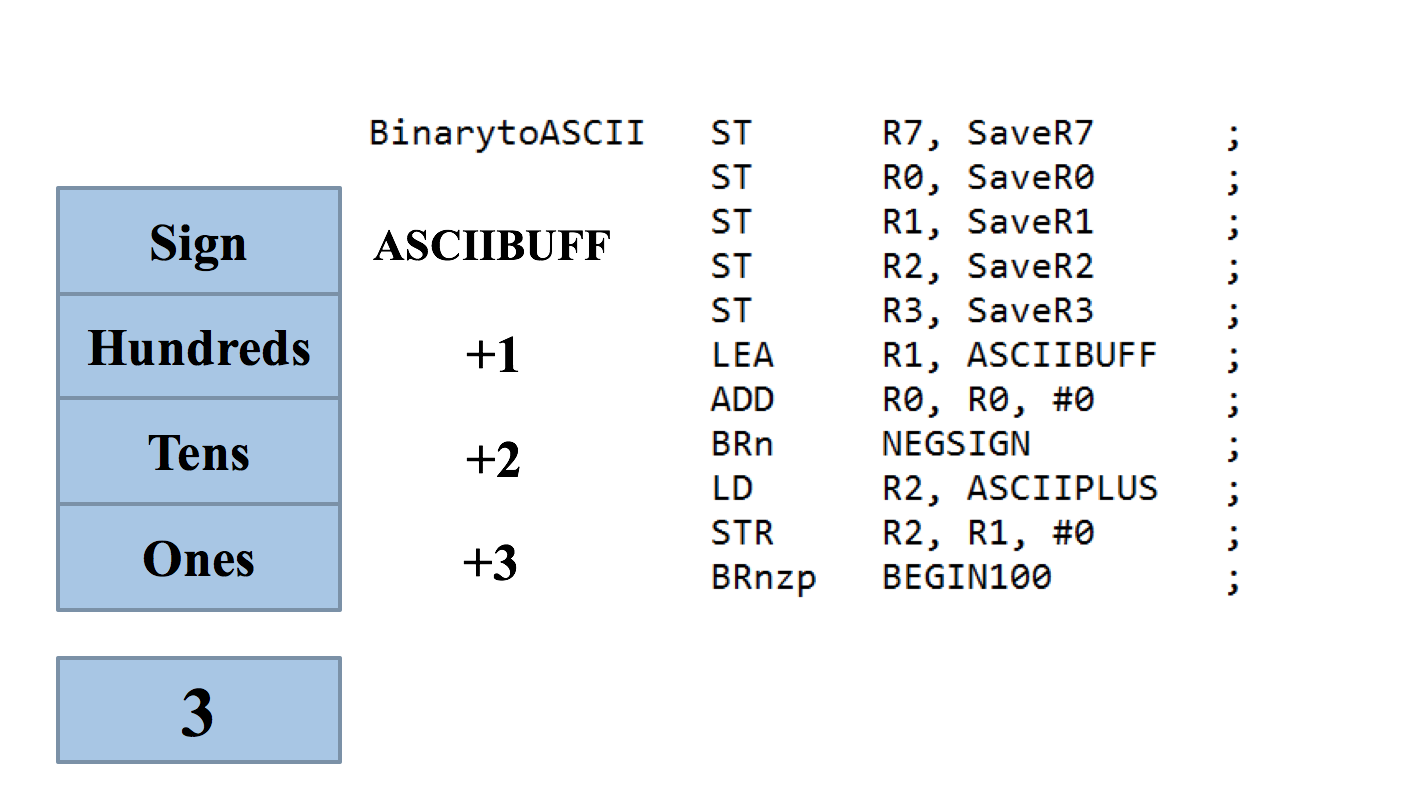 BinarytoASCII ST R7, SaveR7 ;
ST R0, SaveR0 ;
ST R1, SaveR1 ;
ST R2, SaveR2 ;
ST R3, SaveR3 ;
LEA R1, ASCIIBUFF ;
ADD R0, R0, #0 ;
BRn NEGSIGN ;
LD R2, ASCIIPLUS ;
STR R2, R1, #0 ;
BRnzp BEGIN100 ;
Sign ASCIIBUFF
Hundreds +1
Tens +2
Ones +3
3